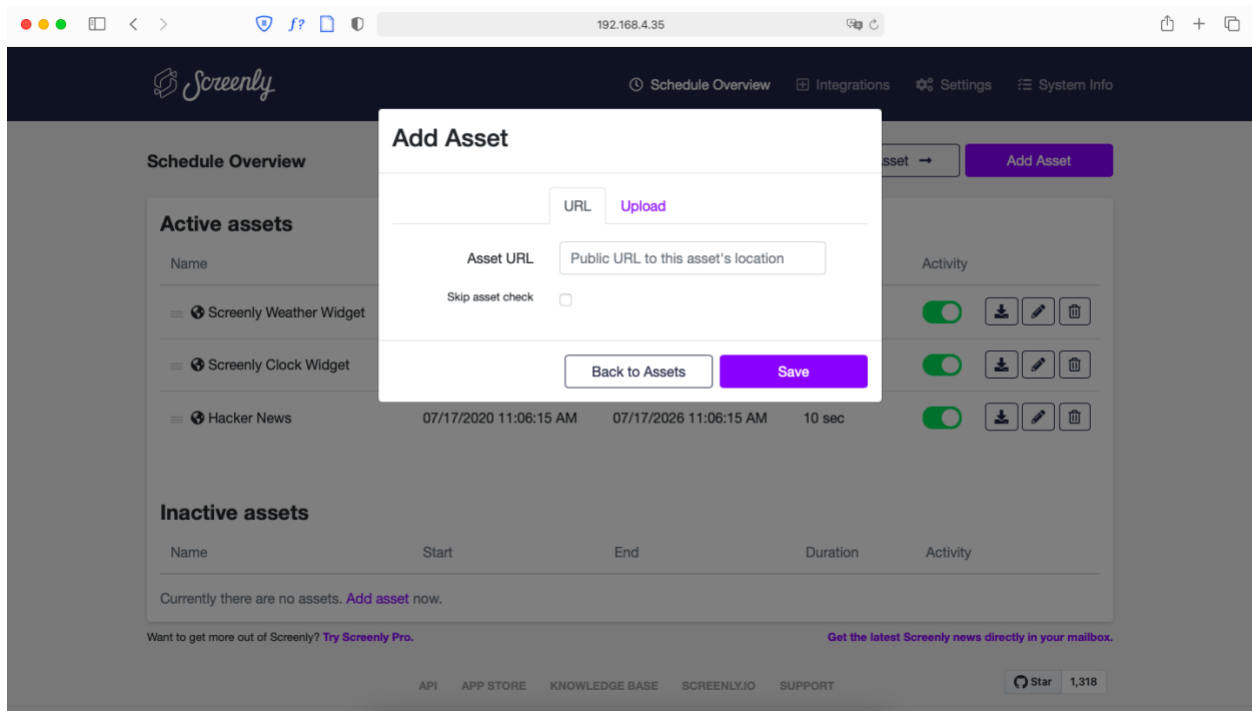 192.168.4.35
Screenly
Schedule Overview
Integrations
Settings
System Info
Schedule Overview
sset →
Add Asset
Add Asset
URL
Upload
Asset URL
Public URL to this asset's location
Skip asset check
Back to Assets
Save
Active assets
Name
Activity
Screenly Weather Widget
Screenly Clock Widget
Hacker News 07/17/2020 11:06:15 AM 07/17/2026 11:06:15 AM 10 sec
Inactive assets
Name Start End Duration Activity
Currently there are no assets. Add asset now.
Want to get more out of Screenly? Try Screenly Pro.
Get the latest Screenly news directly in your mailbox.
API APP STORE KNOWLEDGE BASE SCREENLY.IO SUPPORT
Star 1,318